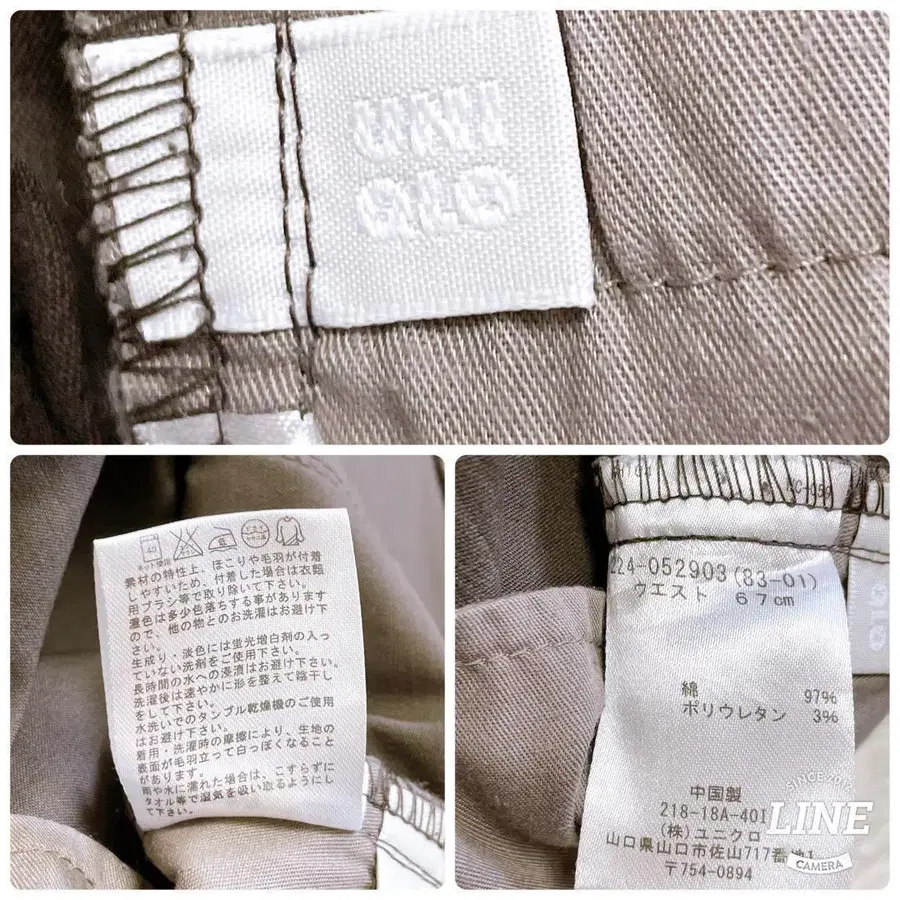 UNI
QLO
40
ネット使用
素材の特性上、ほこりや毛羽が付着
しやすいため、付着した場合は衣類
用ブラシ等で取り除いて下さい。
濃色は多少色落ちする事があります
ので、他の物とのお洗濯はお避け下
さい。
生成り・淡色には蛍光増白剤の入っ
ていない洗剤をご使用下さい。
長時間の水への浸漬はお避け下さい。
洗濯後は速やかに形を整えて陰干し
をして下さい。
水洗いでのタンブル乾燥機のご使用
はお避け下さい。
着用・洗濯時の摩擦により、生地の
表面が毛羽立って白っぽくなること
があります。
雨や水に濡れた場合は、こすらずに
タオル等で湿気を吸い取るようにし
て下さい。
224-052903(83-01)
ウエスト 67cm
綿 97%
ポリウレタン 3%
中国製
218-18A-40I
(株)ユニクロ
山口県山口市佐山717番地1
〒754-0894
LINE
CAMERA